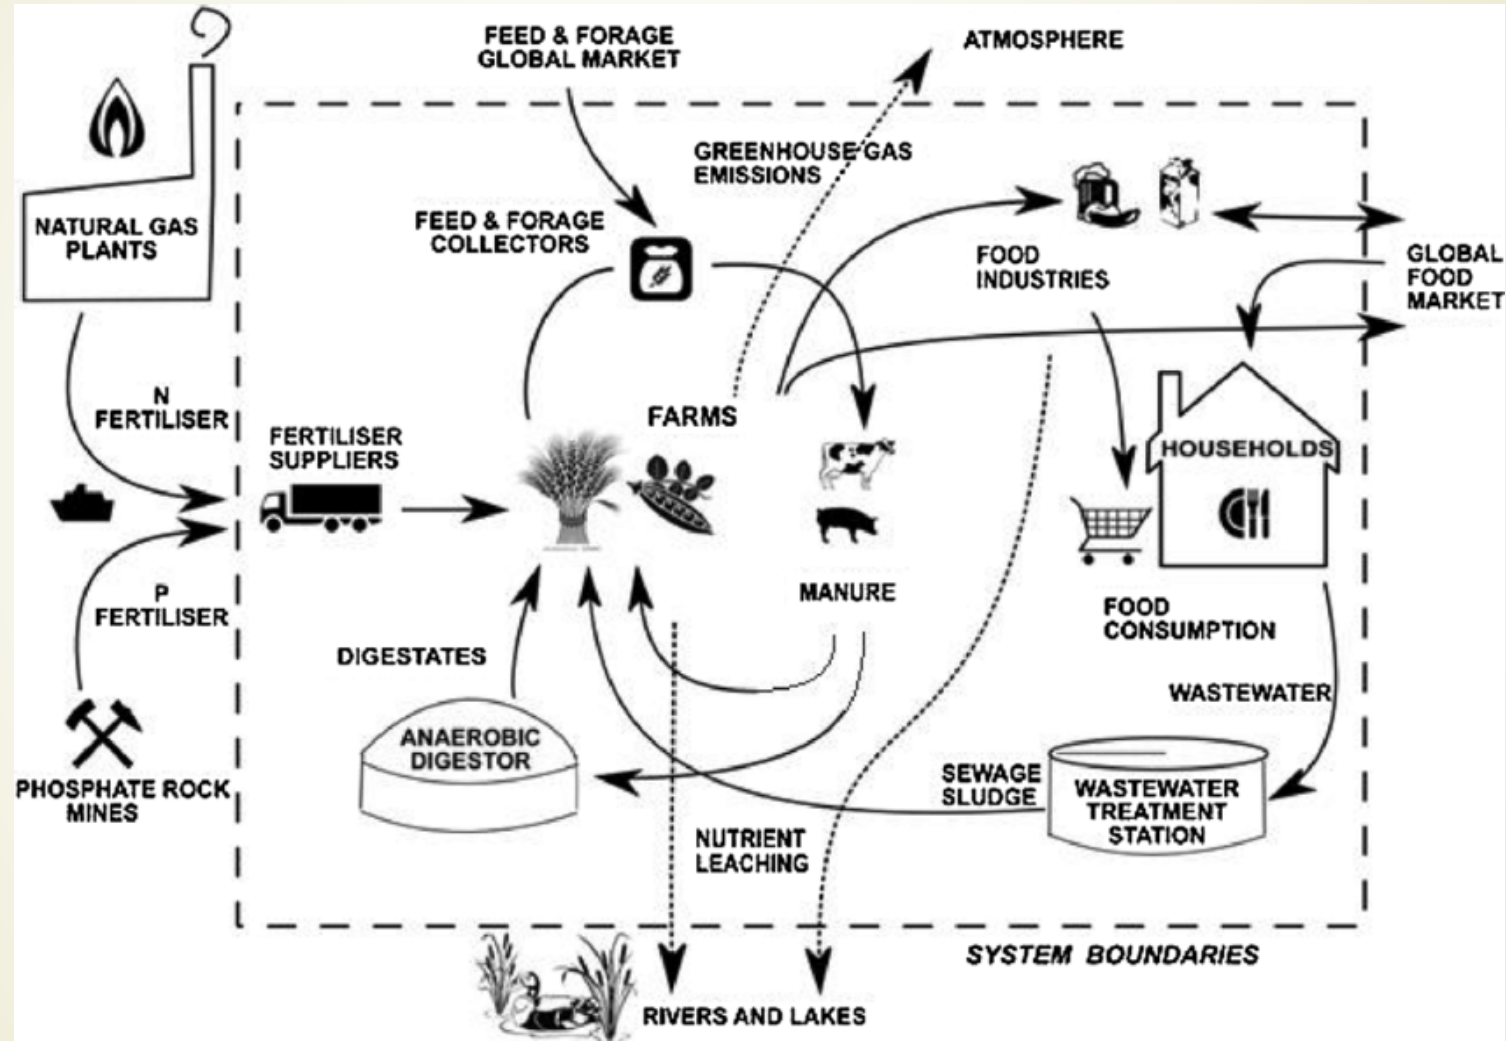 FEED & FORAGE
GLOBAL MARKET
ATMOSPHERE
GREENHOUSE GAS
EMISSIONS
NATURAL GAS
PLANTS
FEED & FORAGE
COLLECTORS
FOOD
INDUSTRIES
GLOBAL
FOOD
MARKET
N
FERTILISER
FERTILISER
SUPPLIERS
FARMS
HOUSEHOLDS
P
FERTILISER
MANURE
FOOD
CONSUMPTION
DIGESTATES
WASTEWATER
ANAEROBIC
DIGESTOR
SEWAGE
SLUDGE
WASTEWATER
TREATMENT
STATION
PHOSPHATE ROCK
MINES
NUTRIENT
LEACHING
SYSTEM BOUNDARIES
RIVERS AND LAKES